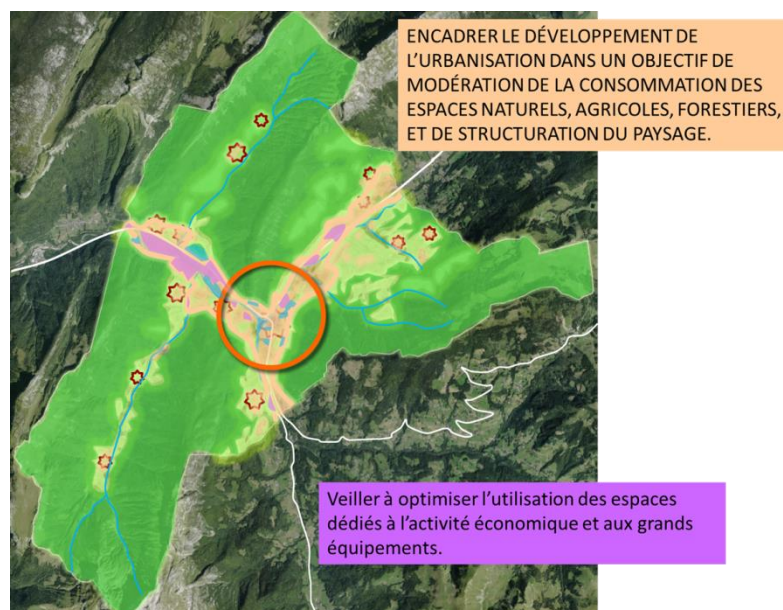 ENCADRER LE DÉVELOPPEMENT DE
L’URBANISATION DANS UN OBJECTIF DE
MODÉRATION DE LA CONSOMMATION DES
ESPACES NATURELS, AGRICOLES, FORESTIERS,
ET DE STRUCTURATION DU PAYSAGE.
Veiller à optimiser l’utilisation des espaces
dédiés à l’activité économique et aux grands
équipements.